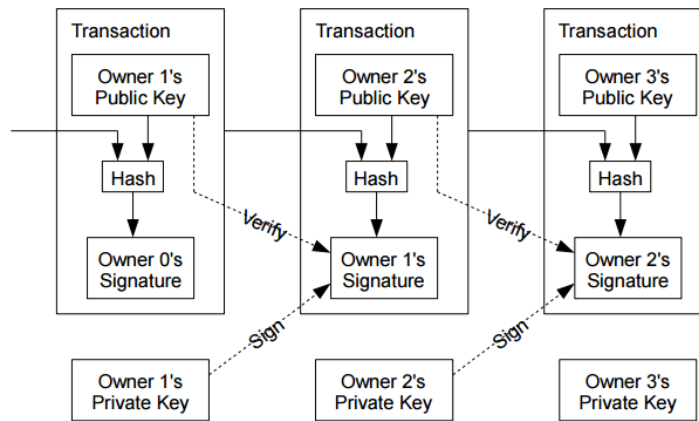 Transaction
Transaction
Transaction
Owner 1's
Public Key
Owner 2's
Public Key
Owner 3's
Public Key
Hash
Hash
Hash
Verify
Verify
Owner 0's
Signature
Owner 1's
Signature
Owner 2's
Signature
Sign
Sign
Owner 1's
Private Key
Owner 2's
Private Key
Owner 3's
Private Key